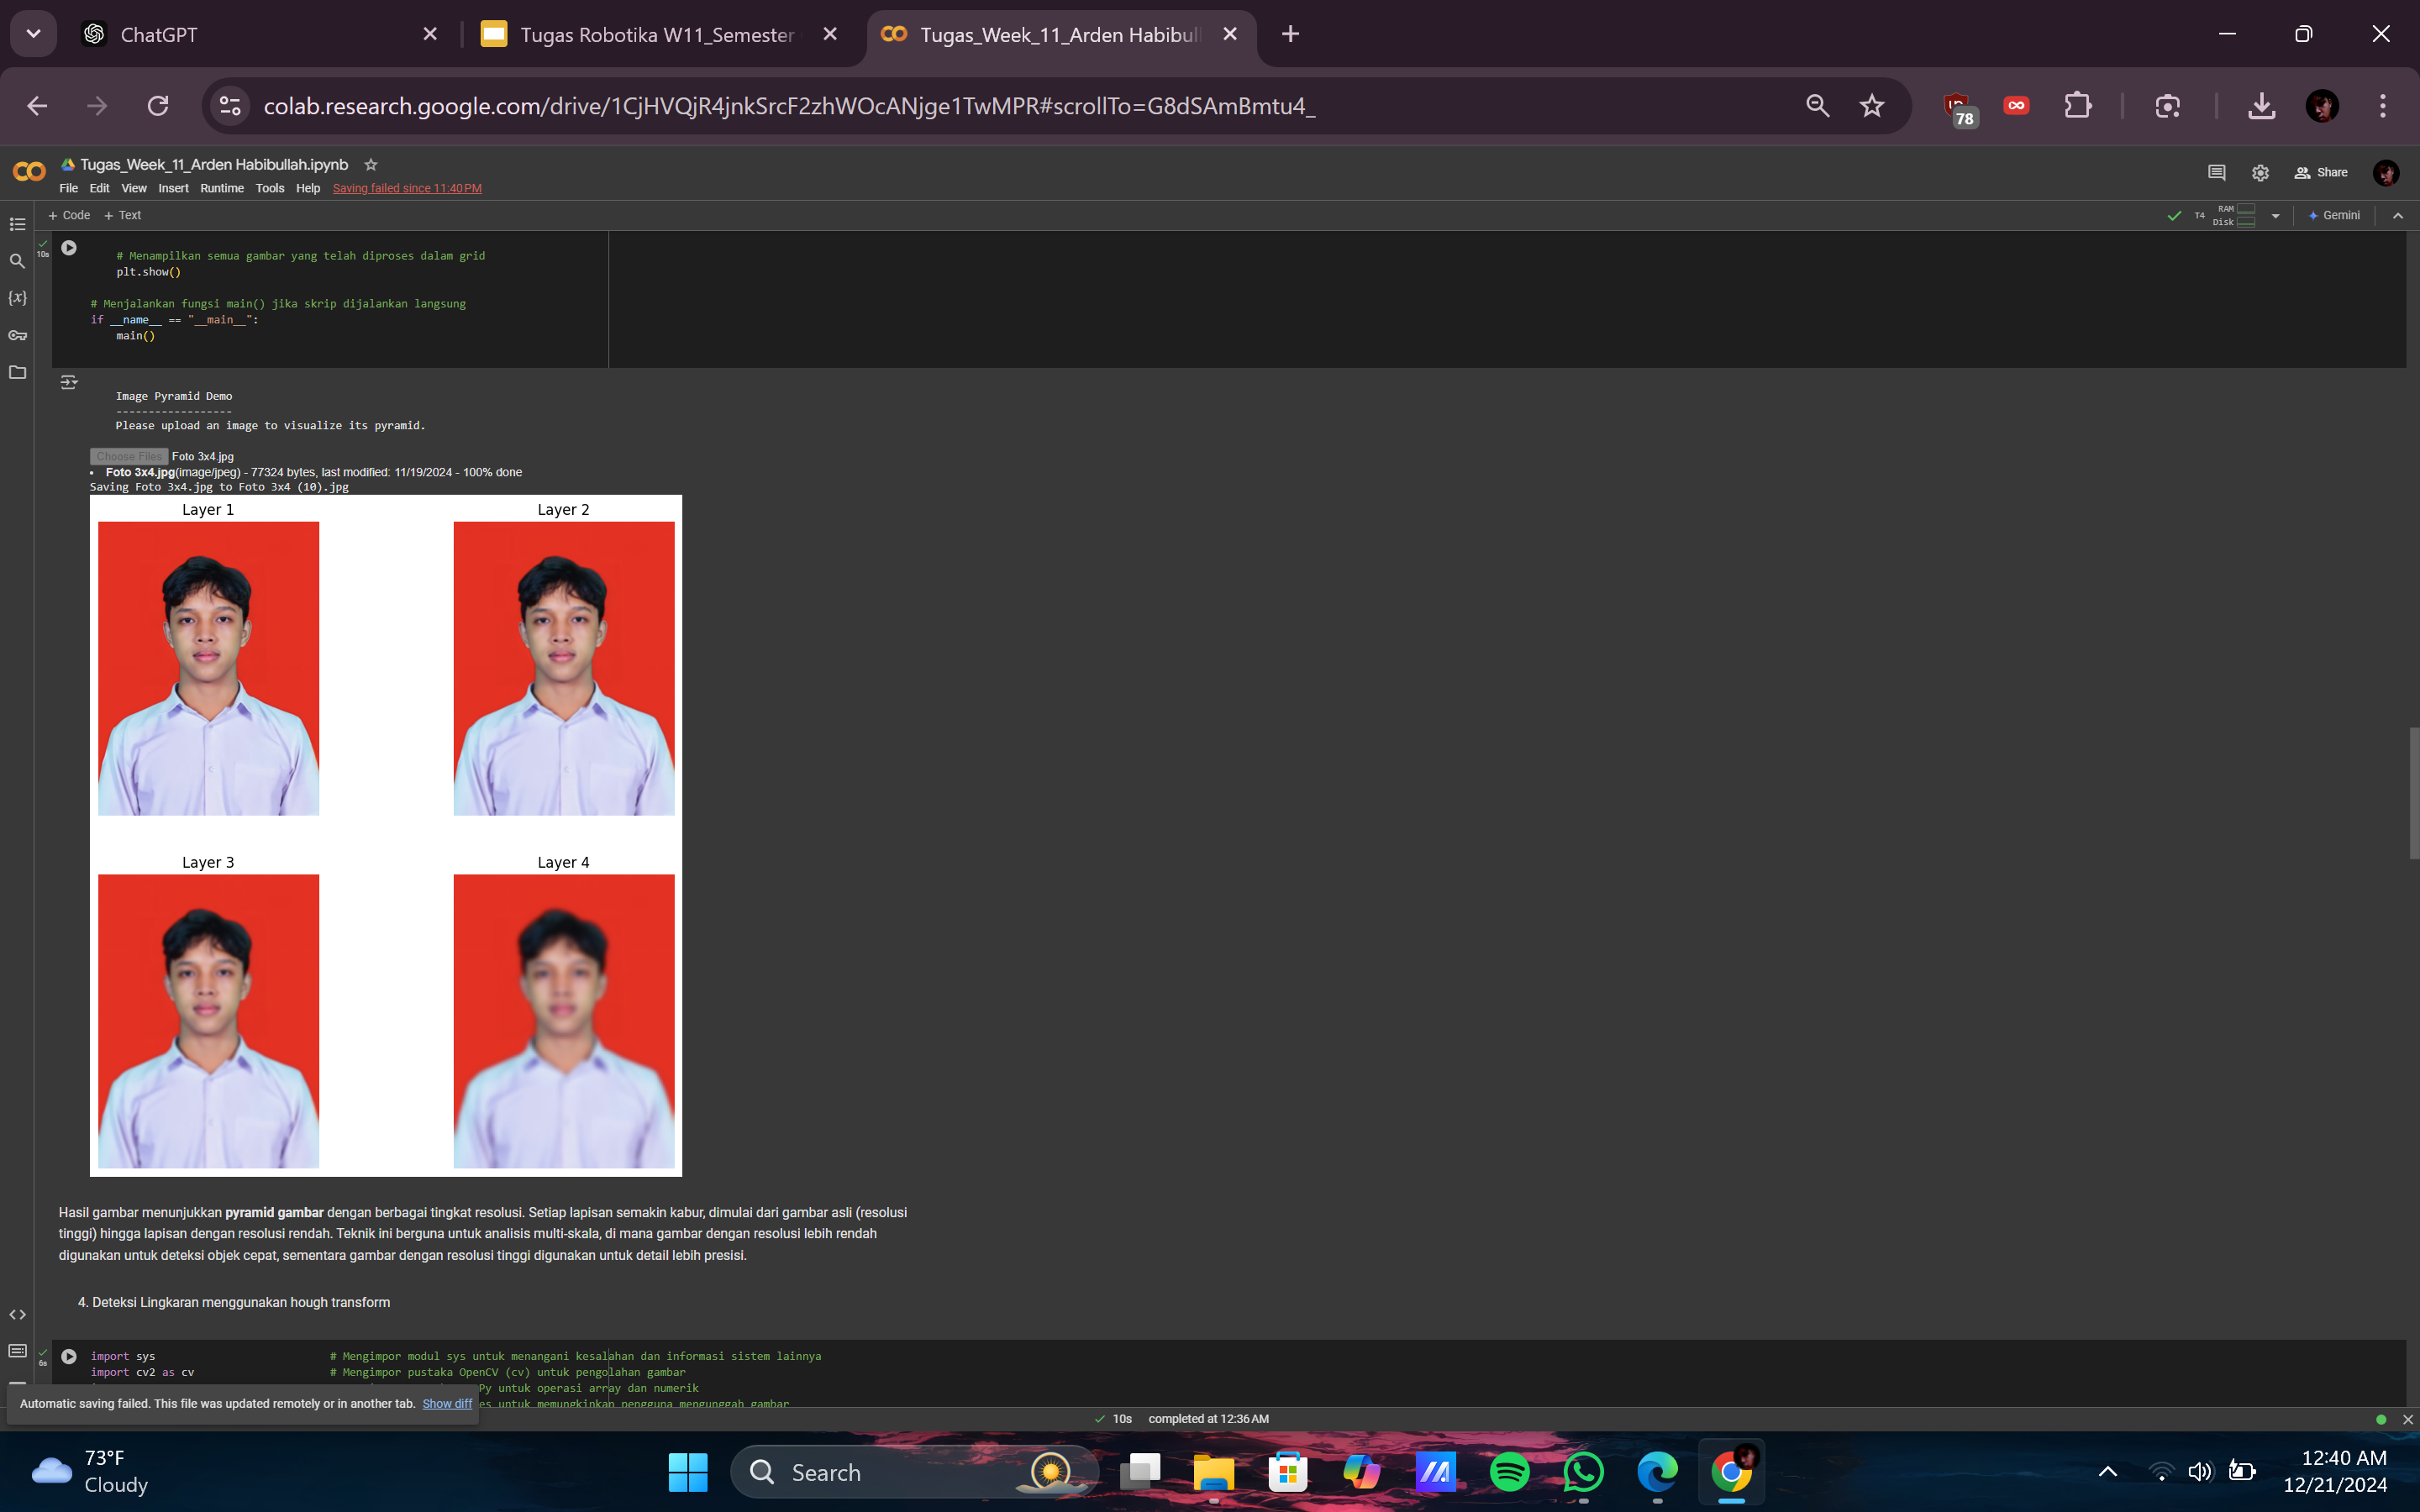 ChatGPT
Tugas Robotika W11_Semester
Tugas_Week_11_Arden Habibul
colab.research.google.com/drive/1CjHVQjR4jnkSrcF2zhWOcANjge1TwMPR#scrollTo=G8dSAmBmtu4_
78
Tugas_Week_11_Arden Habibullah.ipynb
File Edit View Insert Runtime Tools Help Saving failed since 11:40 PM
Share
+ Code + Text
T4 RAM Disk
Gemini
10s
# Menampilkan semua gambar yang telah diproses dalam grid
plt.show()
# Menjalankan fungsi main() jika skrip dijalankan langsung
if __name__ == "__main__":
main()
Image Pyramid Demo
------------------
Please upload an image to visualize its pyramid.
Choose Files Foto 3x4.jpg
• Foto 3x4.jpg(image/jpeg) - 77324 bytes, last modified: 11/19/2024 - 100% done
Saving Foto 3x4.jpg to Foto 3x4 (10).jpg
Layer 1 Layer 2
Layer 3 Layer 4
Hasil gambar menunjukkan pyramid gambar dengan berbagai tingkat resolusi. Setiap lapisan semakin kabur, dimulai dari gambar asli (resolusi
tinggi) hingga lapisan dengan resolusi rendah. Teknik ini berguna untuk analisis multi-skala, di mana gambar dengan resolusi lebih rendah
digunakan untuk deteksi objek cepat, sementara gambar dengan resolusi tinggi digunakan untuk detail lebih presisi.
4. Deteksi Lingkaran menggunakan hough transform
6s
import sys # Mengimpor modul sys untuk menangani kesalahan dan informasi sistem lainnya
import cv2 as cv # Mengimpor pustaka OpenCV (cv) untuk pengolahan gambar
Py untuk operasi array dan numerik
es untuk memungkinkan pengguna mengunggah gambar
Automatic saving failed. This file was updated remotely or in another tab. Show diff
10s completed at 12:36 AM
73°F
Cloudy
Search
12:40 AM
12/21/2024